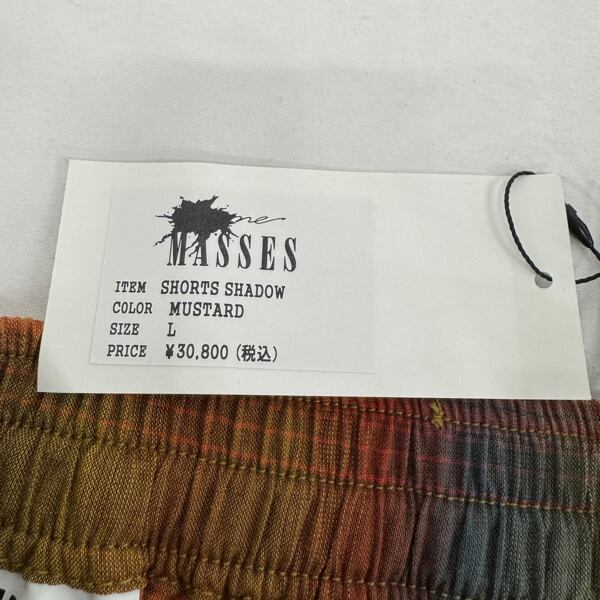 MASSES
ITEM SHORTS SHADOW
COLOR MUSTARD
SIZE L
PRICE ¥30,800 (税込)